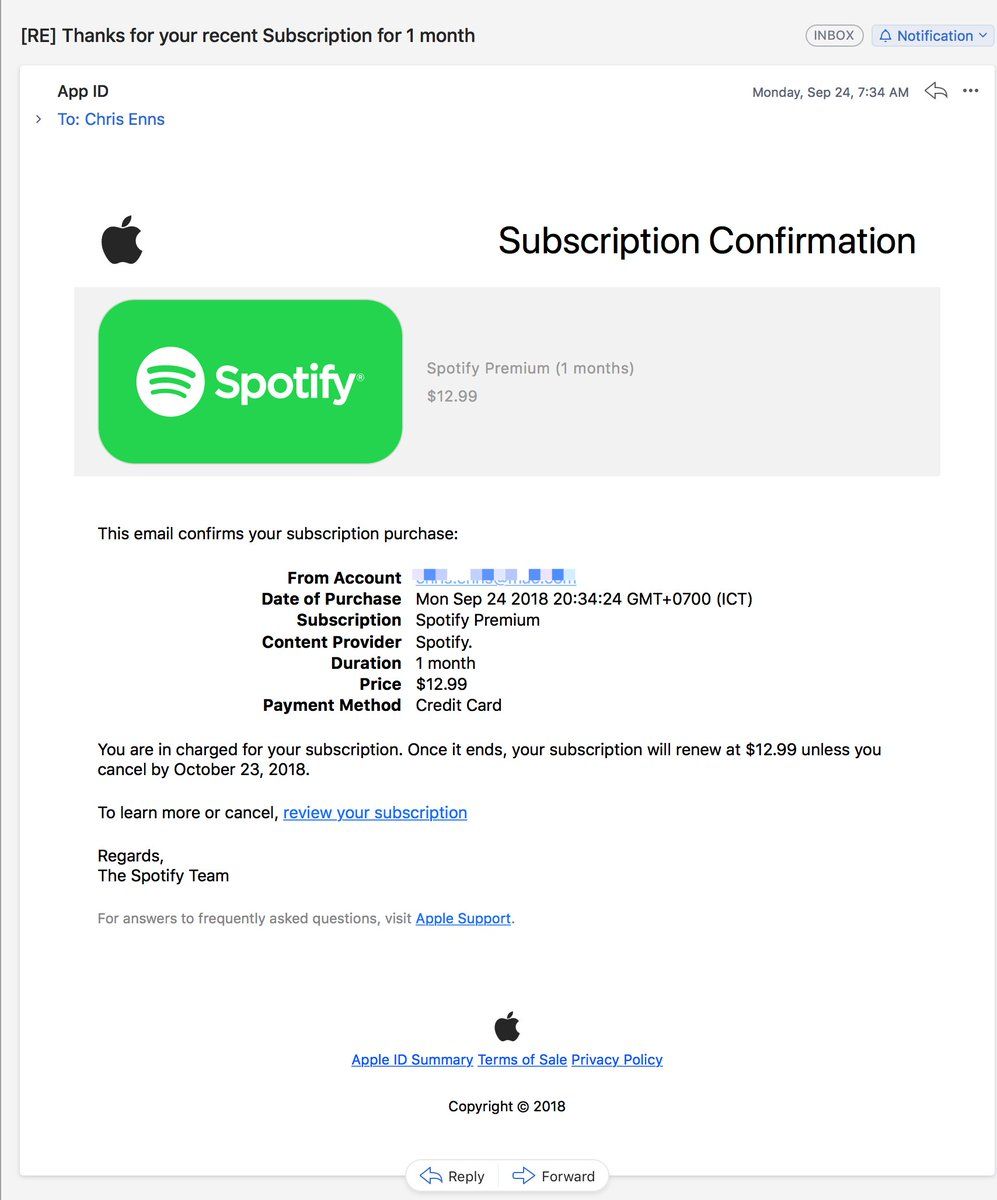 [RE] Thanks for your recent Subscription for 1 month
INBOX
Notification
App ID
Monday, Sep 24, 7:34 AM
To: Chris Enns
Subscription Confirmation
Spotify®
Spotify Premium (1 months)
$12.99
This email confirms your subscription purchase:
From Account
Date of Purchase Mon Sep 24 2018 20:34:24 GMT+0700 (ICT)
Subscription Spotify Premium
Content Provider Spotify.
Duration 1 month
Price $12.99
Payment Method Credit Card
You are in charged for your subscription. Once it ends, your subscription will renew at $12.99 unless you
cancel by October 23, 2018.
To learn more or cancel, review your subscription
Regards,
The Spotify Team
For answers to frequently asked questions, visit Apple Support.
Apple ID Summary Terms of Sale Privacy Policy
Copyright © 2018
Reply
Forward